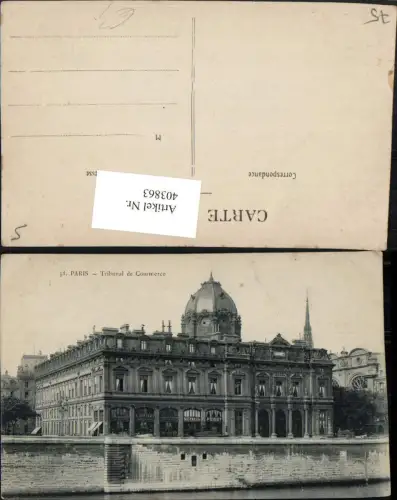 75
M
Artikel Nr.
403863
Correspondance
CARTE
5
31. PARIS – Tribunal de Commerce